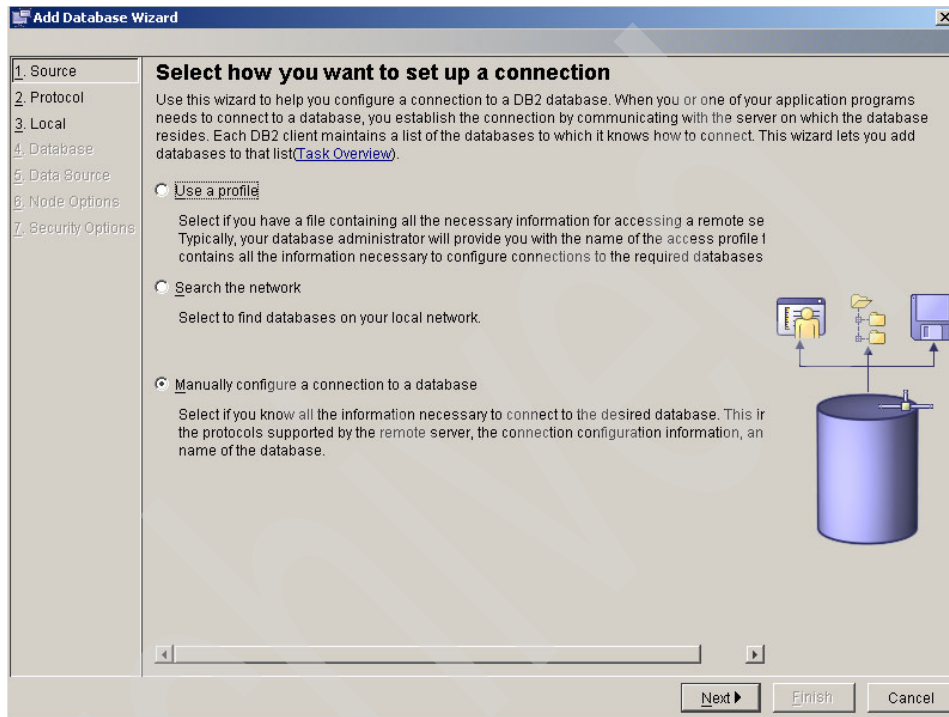 Add Database Wizard
1. Source
2. Protocol
3. Local
4. Database
5. Data Source
6. Node Options
7. Security Options
Select how you want to set up a connection
Use this wizard to help you configure a connection to a DB2 database. When you or one of your application programs
needs to connect to a database, you establish the connection by communicating with the server on which the database
resides. Each DB2 client maintains a list of the databases to which it knows how to connect. This wizard lets you add
databases to that list(Task Overview).
Use a profile
Select if you have a file containing all the necessary information for accessing a remote se
Typically, your database administrator will provide you with the name of the access profile f
contains all the information necessary to configure connections to the required databases
Search the network
Select to find databases on your local network.
Manually configure a connection to a database
Select if you know all the information necessary to connect to the desired database. This ir
the protocols supported by the remote server, the connection configuration information, an
name of the database.
Next
Finish
Cancel